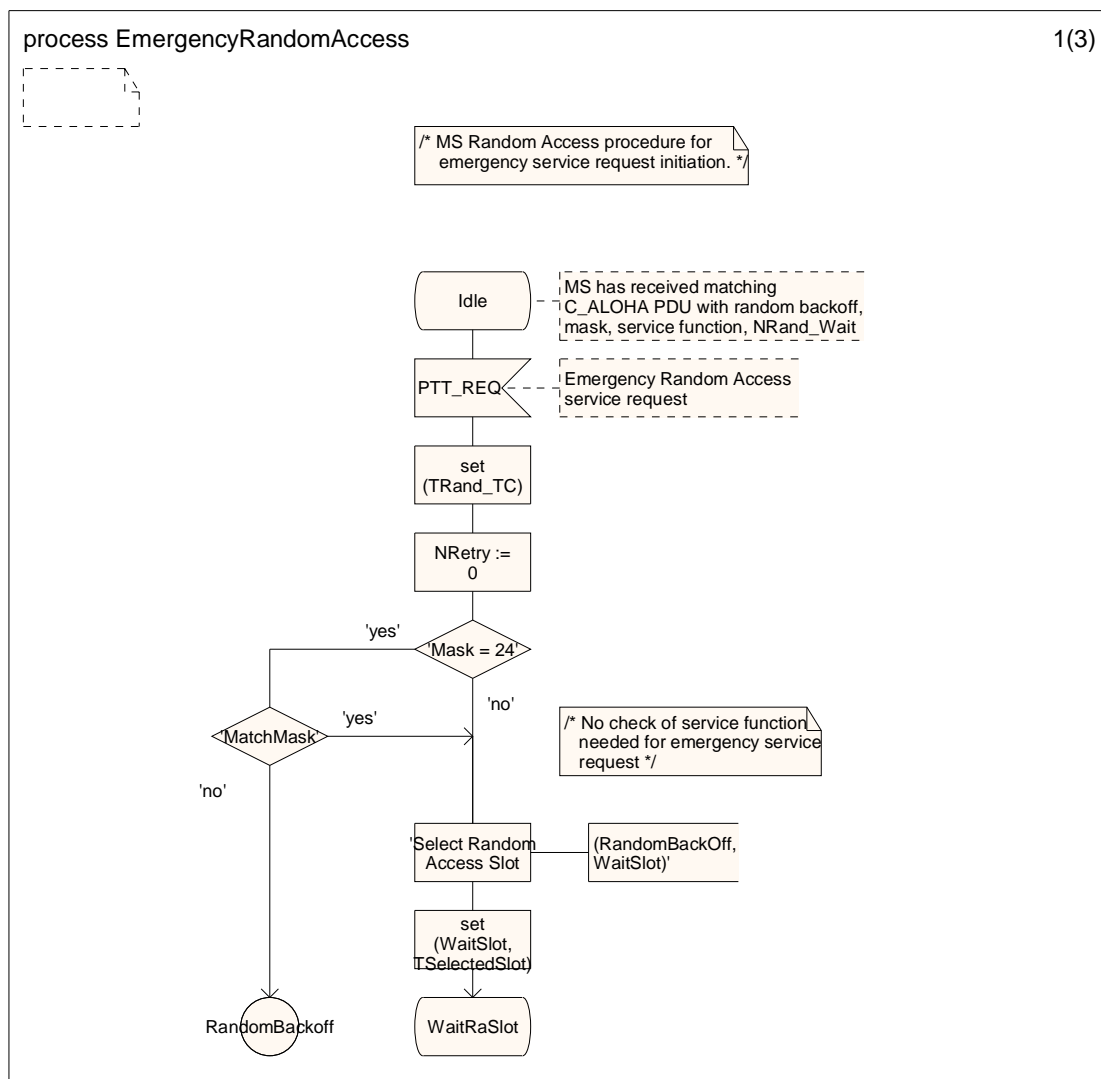 process EmergencyRandomAccess
1(3)
/* MS Random Access procedure for
emergency service request initiation. */
Idle
MS has received matching
C_ALOHA PDU with random backoff,
mask, service function, NRand_Wait
PTT_REQ
Emergency Random Access
service request
set
(TRand_TC)
NRetry :=
0
'yes'
'Mask = 24'
'no'
'MatchMask'
'yes'
/* No check of service function
needed for emergency service
request */
'no'
'Select Random
Access Slot
(RandomBackOff,
WaitSlot)'
set
(WaitSlot,
TSelectedSlot)
RandomBackoff
WaitRaSlot